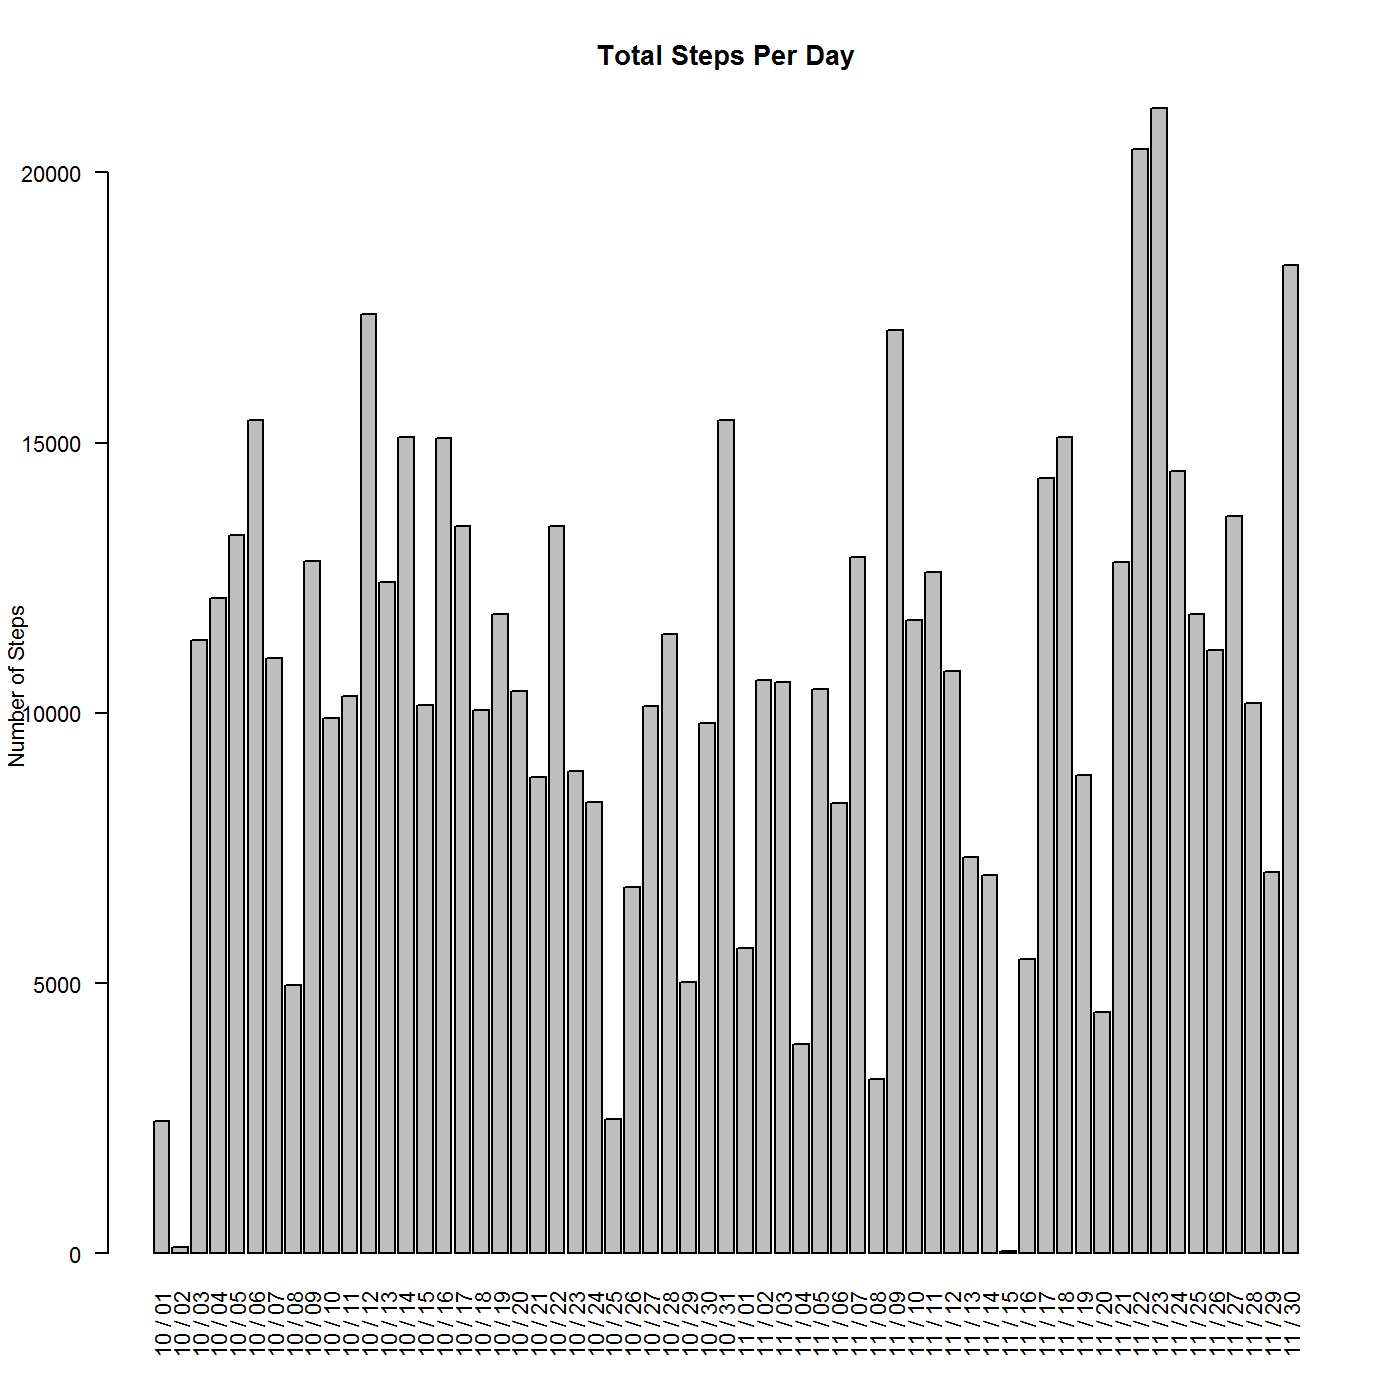 Total Steps Per Day
Number of Steps
20000
15000
10000
5000
0
10 / 01
10 / 02
10 / 03
10 / 04
10 / 05
10 / 06
10 / 07
10 / 08
10 / 09
10 / 10
10 / 11
10 / 12
10 / 13
10 / 14
10 / 15
10 / 16
10 / 17
10 / 18
10 / 19
10 / 20
10 / 21
10 / 22
10 / 23
10 / 24
10 / 25
10 / 26
10 / 27
10 / 28
10 / 29
10 / 30
10 / 31
11 / 01
11 / 02
11 / 03
11 / 04
11 / 05
11 / 06
11 / 07
11 / 08
11 / 09
11 / 10
11 / 11
11 / 12
11 / 13
11 / 14
11 / 15
11 / 16
11 / 17
11 / 18
11 / 19
11 / 20
11 / 21
11 / 22
11 / 23
11 / 24
11 / 25
11 / 26
11 / 27
11 / 28
11 / 29
11 / 30